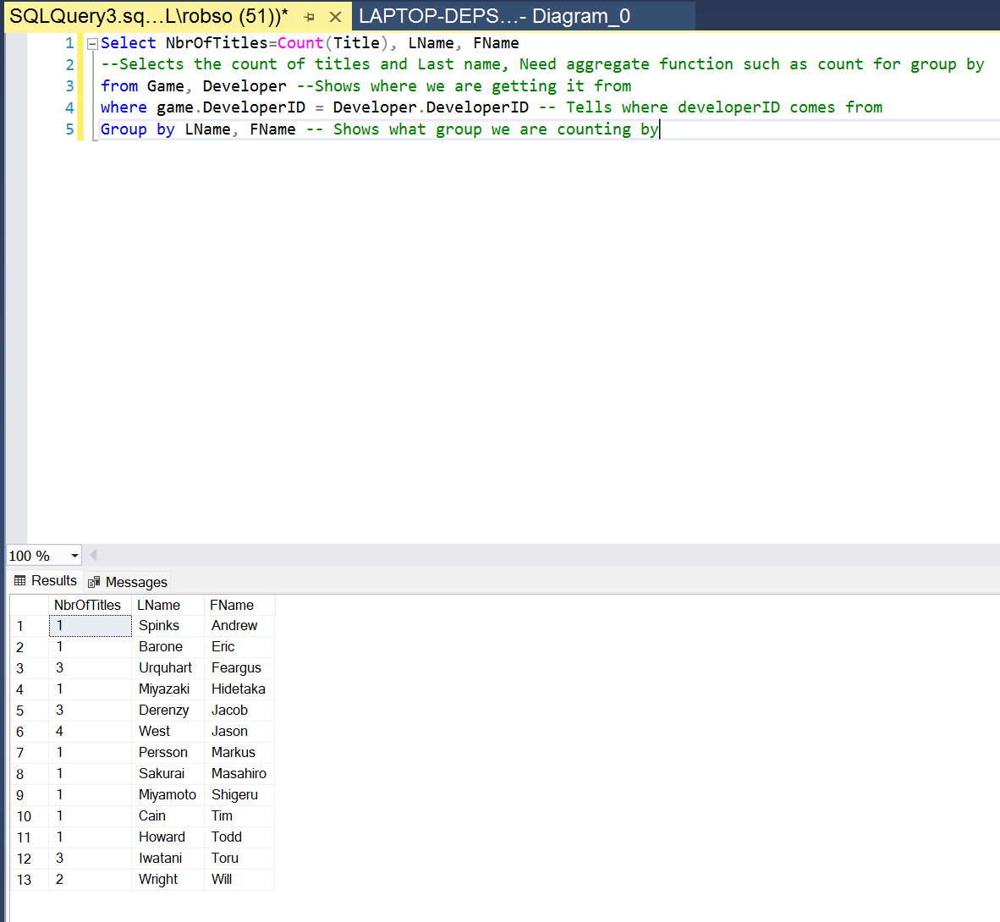 SQLQuery3.sq...L\robso (51))* LAPTOP-DEPS...- Diagram_0
1 Select NbrOfTitles=Count(Title), LName, FName
2 --Selects the count of titles and Last name, Need aggregate function such as count for group by
3 from Game, Developer --Shows where we are getting it from
4 where game.DeveloperID = Developer.DeveloperID -- Tells where developerID comes from
5 Group by LName, FName -- Shows what group we are counting by
100 %
Results Messages
NbrOfTitles LName FName
1 1 Spinks Andrew
2 1 Barone Eric
3 3 Urquhart Feargus
4 1 Miyazaki Hidetaka
5 3 Derenzy Jacob
6 4 West Jason
7 1 Persson Markus
8 1 Sakurai Masahiro
9 1 Miyamoto Shigeru
10 1 Cain Tim
11 1 Howard Todd
12 3 Iwatani Toru
13 2 Wright Will